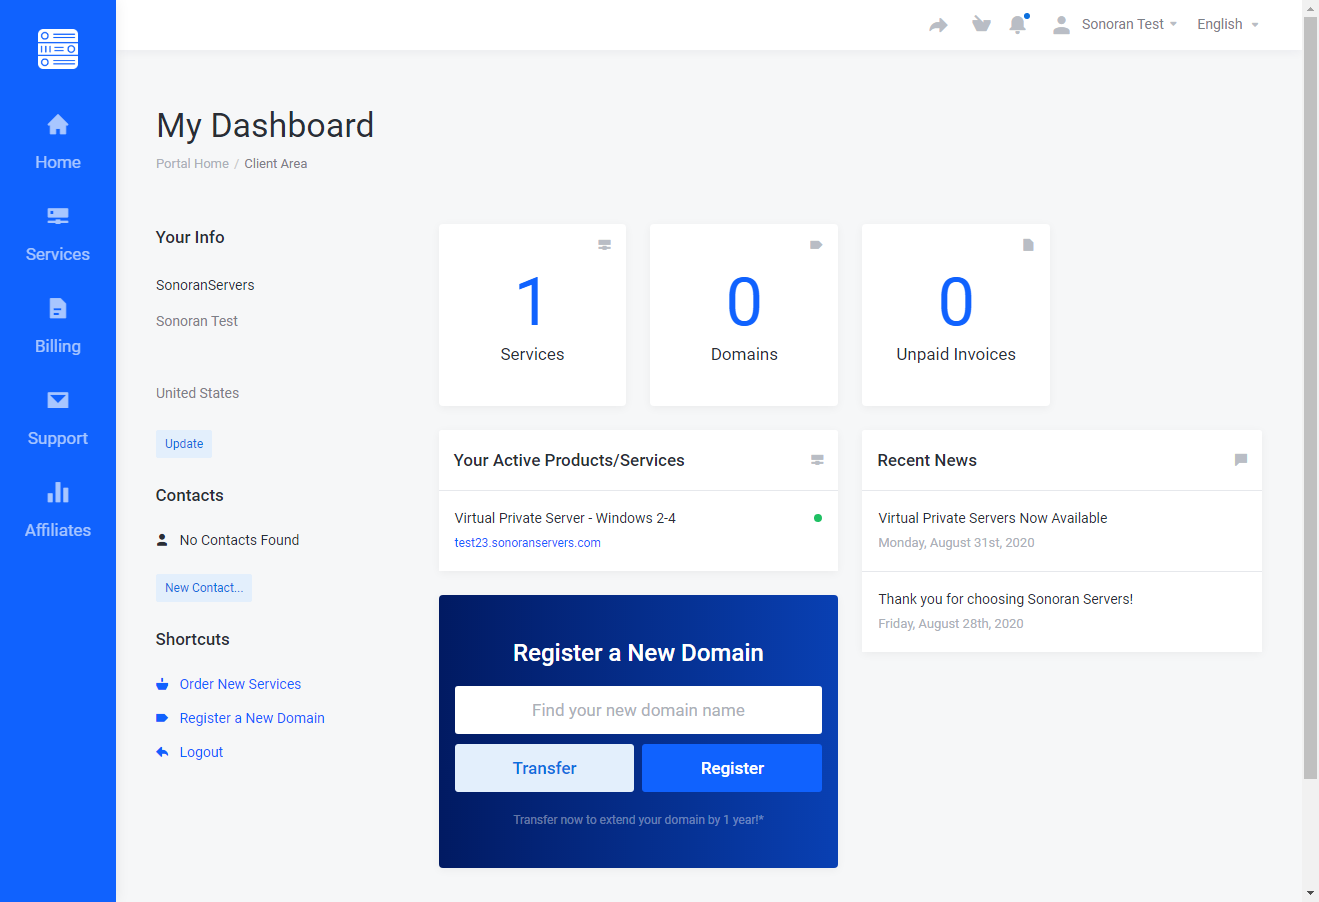 Sonoran Test
English
Home
Services
Billing
Support
Affiliates
My Dashboard
Portal Home / Client Area
Your Info
SonoranServers
Sonoran Test
United States
Update
Contacts
No Contacts Found
New Contact...
Shortcuts
Order New Services
Register a New Domain
Logout
1
Services
0
Domains
0
Unpaid Invoices
Your Active Products/Services
Virtual Private Server - Windows 2-4
test23.sonoranservers.com
Register a New Domain
Find your new domain name
Transfer
Register
Transfer now to extend your domain by 1 year!*
Recent News
Virtual Private Servers Now Available
Monday, August 31st, 2020
Thank you for choosing Sonoran Servers!
Friday, August 28th, 2020